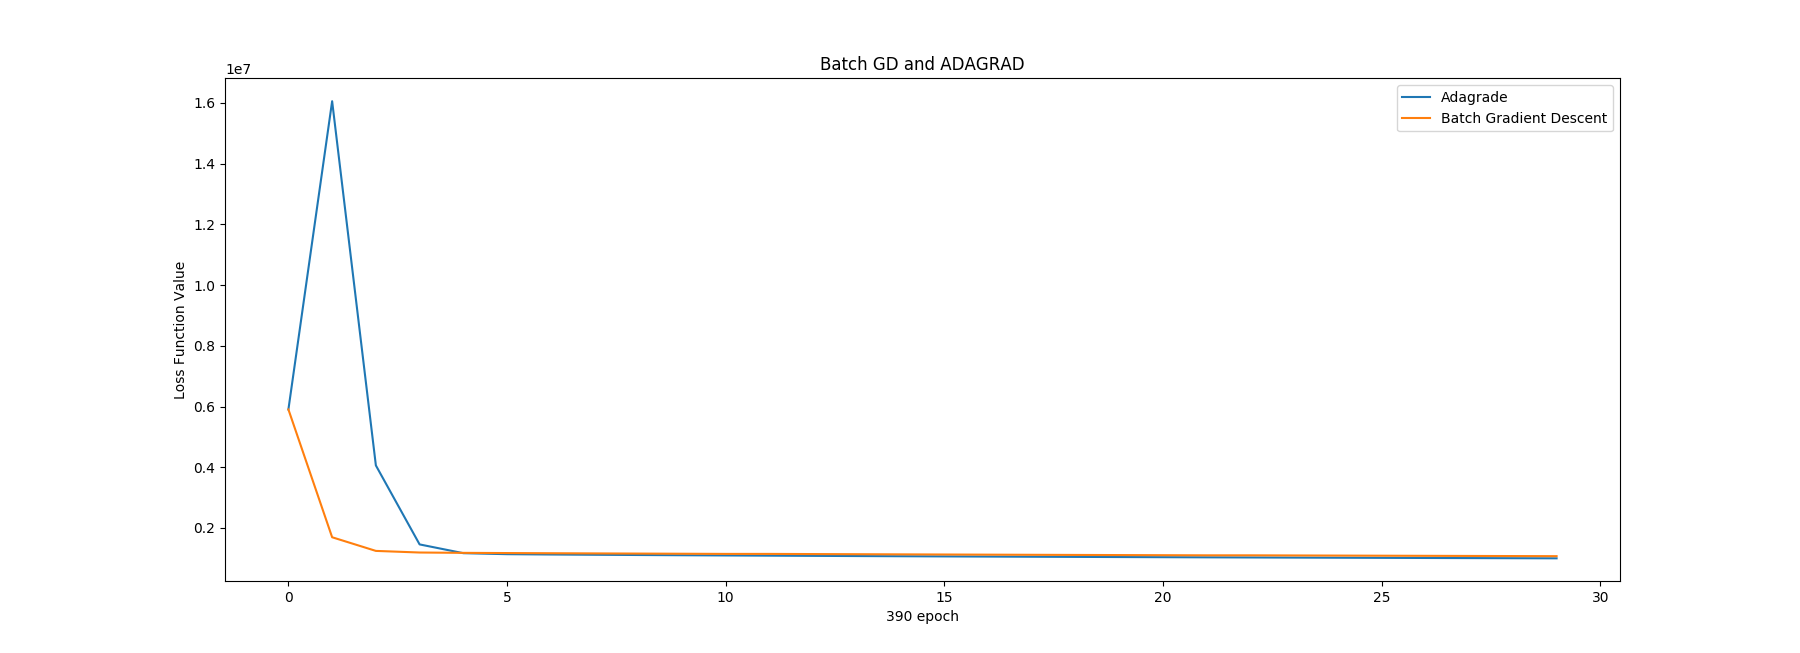 Batch GD and ADAGRAD
1e7
1.6
1.4
1.2
1.0
0.8
0.6
0.4
0.2
Loss Function Value
Adagrade
Batch Gradient Descent
0 5 10 15 20 25 30
390 epoch